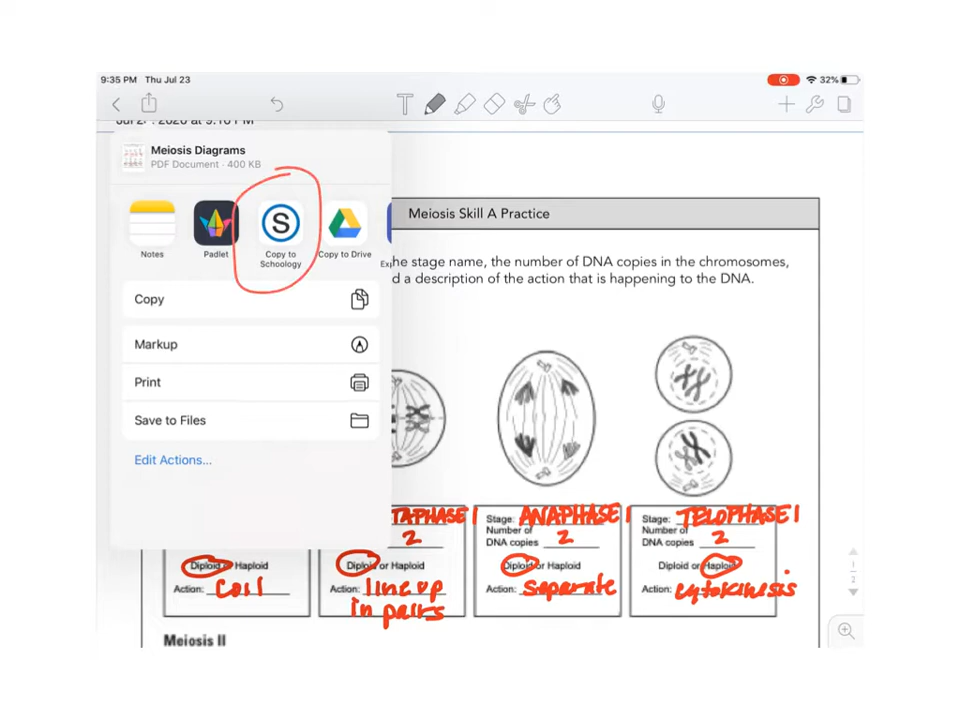 9:35 PM Thu Jul 23
32%
Meiosis Diagrams
PDF Document · 400 KB
S
Notes
Padlet
Copy to Schoology
Copy to Drive
Copy
Markup
Print
Save to Files
Edit Actions...
Meiosis Skill A Practice
he stage name, the number of DNA copies in the chromosomes,
d a description of the action that is happening to the DNA.
TAPHASE I
2
Diploid or Haploid
Diploid or Haploid
Action: Coil
Action: line up
in pairs
Stage: ANAPHASE I
Number of
DNA copies 2
Diploid or Haploid
Action: Separate
Stage: TELOPHASE I
Number of
DNA copies 2
Diploid or Haploid
Action: cytokinesis
Meiosis II
1
2